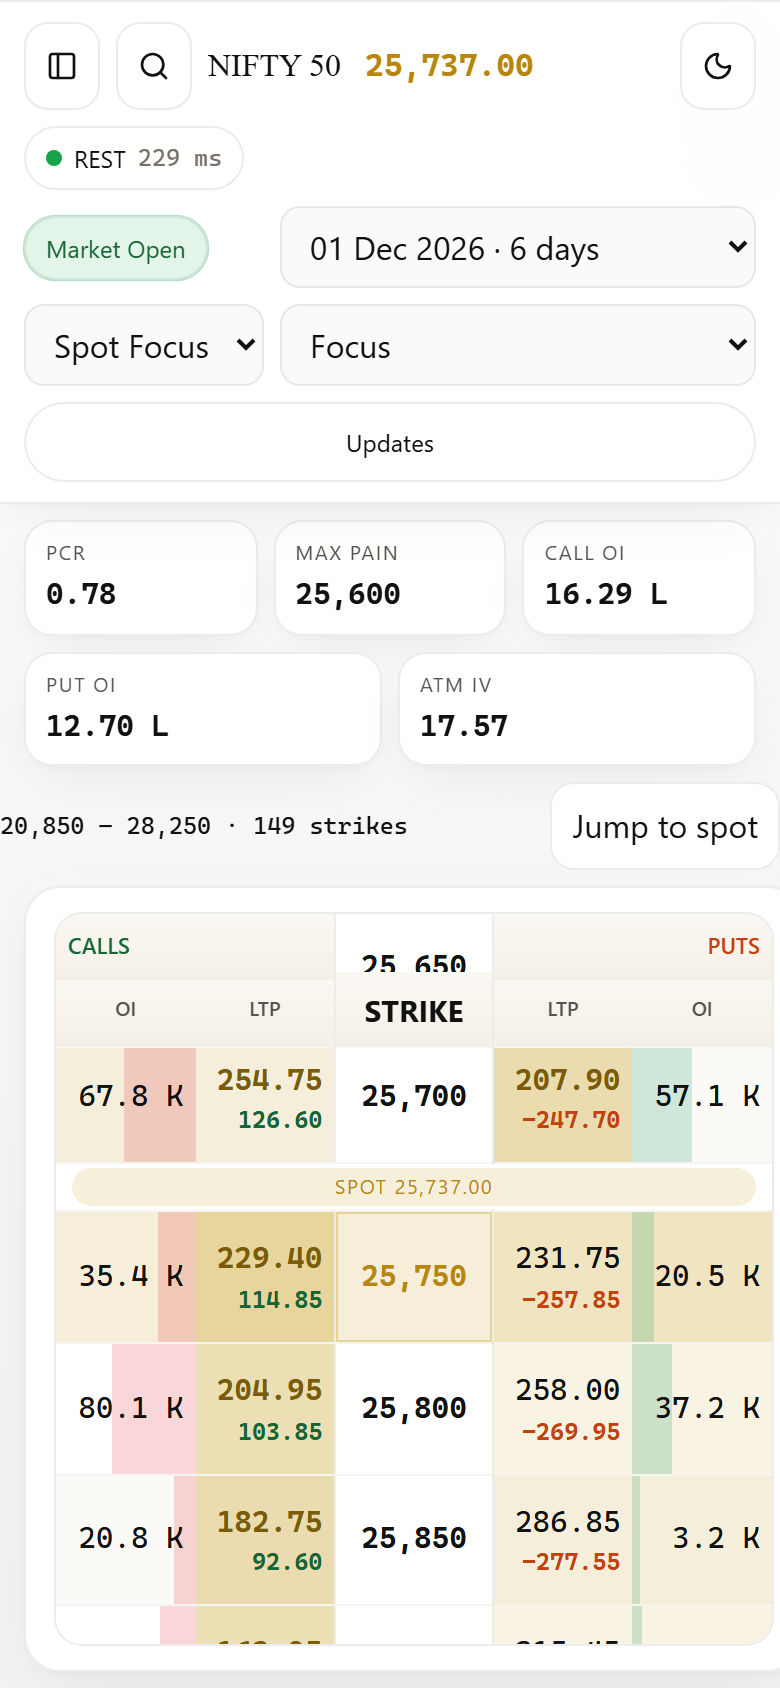 NIFTY 50 25,737.00
REST 229 ms
Market Open 01 Dec 2026 · 6 days
Spot Focus Focus
Updates
PCR MAX PAIN CALL OI
0.78 25,600 16.29 L
PUT OI ATM IV
12.70 L 17.57
20,850 – 28,250 · 149 strikes Jump to spot
CALLS 25,650 PUTS
OI LTP STRIKE LTP OI
67.8 K 254.75 25,700 207.90 57.1 K
126.60 −247.70
SPOT 25,737.00
35.4 K 229.40 25,750 231.75 20.5 K
114.85 −257.85
80.1 K 204.95 25,800 258.00 37.2 K
103.85 −269.95
20.8 K 182.75 25,850 286.85 3.2 K
92.60 −277.55